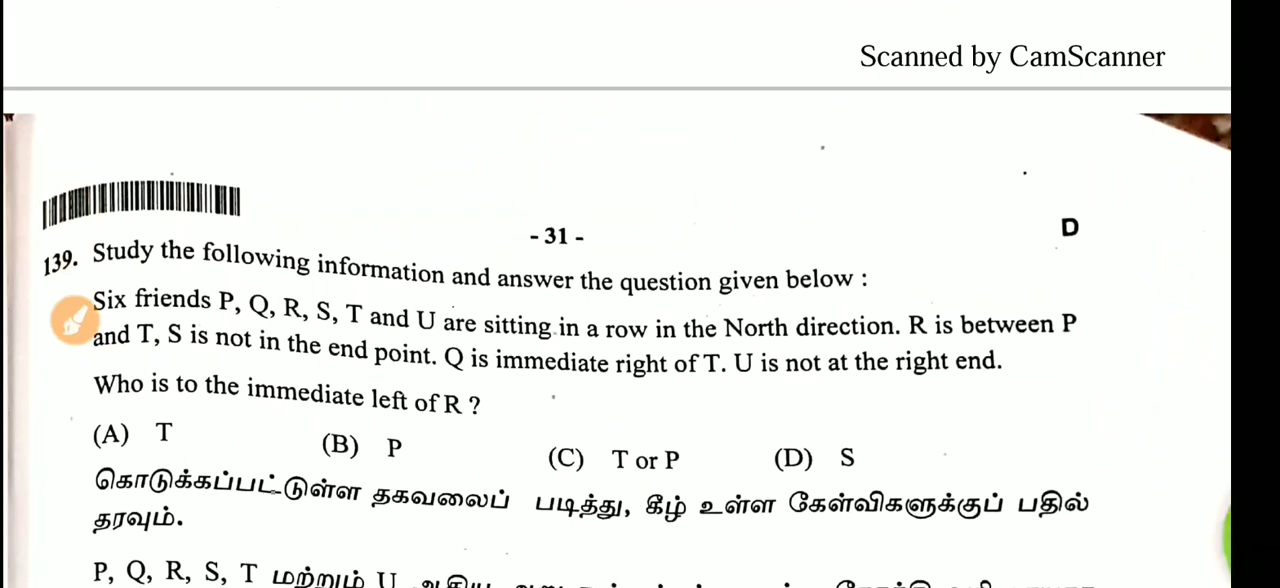 Scanned by CamScanner
- 31 -
D
139. Study the following information and answer the question given below :
Six friends P, Q, R, S, T and U are sitting in a row in the North direction. R is between P
and T, S is not in the end point. Q is immediate right of T. U is not at the right end.
Who is to the immediate left of R ?
(A) T (B) P (C) T or P (D) S
கொடுக்கப்பட்டுள்ள தகவலைப் படித்து, கீழ் உள்ள கேள்விகளுக்குப் பதில்
தரவும்.
P, Q, R, S, T மற்றும் U